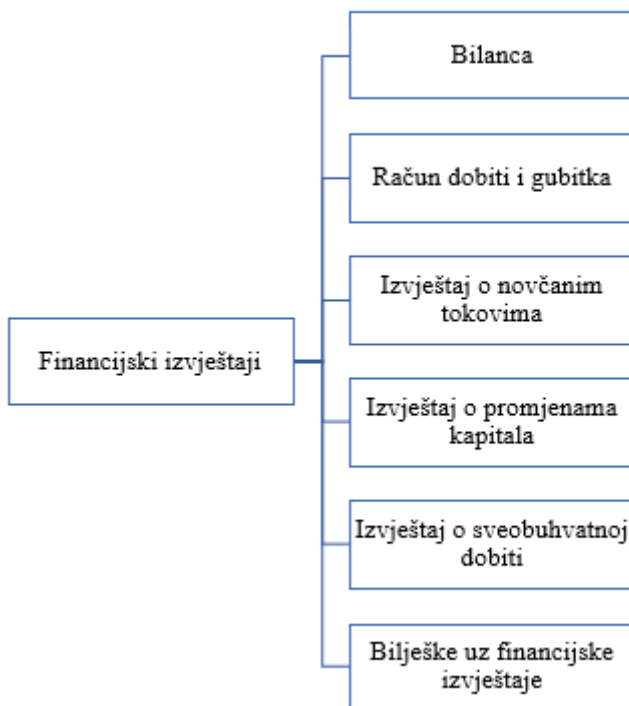 Financijski izvještaji
Bilanca
Račun dobiti i gubitka
Izvještaj o novčanim
tokovima
Izvještaj o promjenama
kapitala
Izvještaj o sveobuhvatnoj
dobiti
Bilješke uz financijske
izvještaje